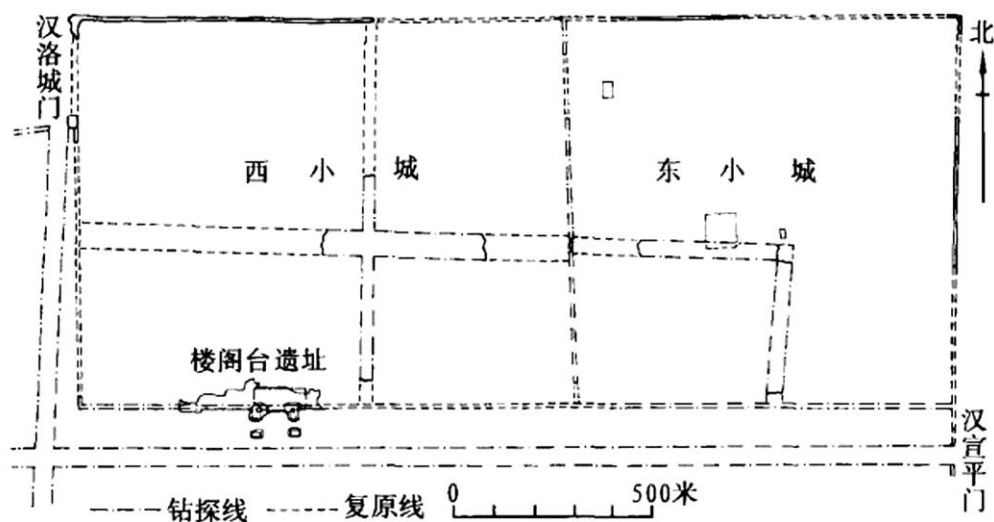 汉洛城门
北
西小城
东小城
楼阁台遗址
汉宣平门
钻探线
复原线
0 500米